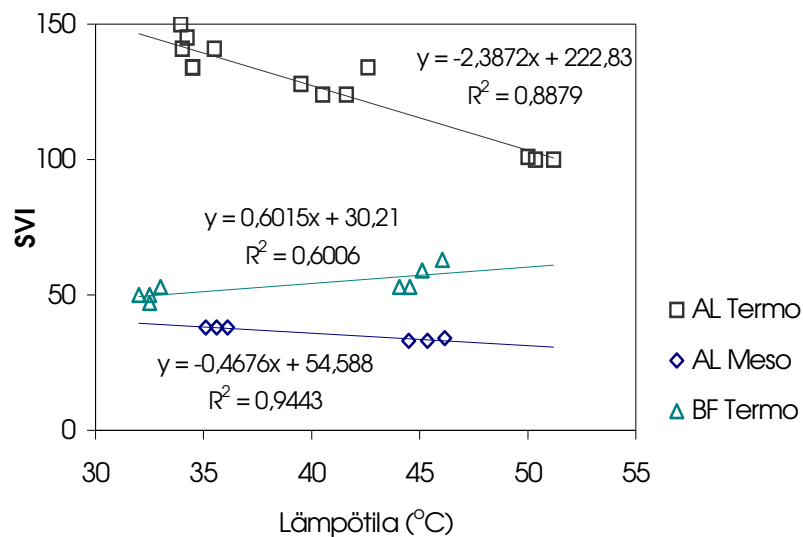 150
y = -2,3872x + 222,83
R² = 0,8879
100
SVI
y = 0,6015x + 30,21
R² = 0,6006
50
y = -0,4676x + 54,588
R² = 0,9443
0
30 35 40 45 50 55
Lämpötila (°C)
AL Termo
AL Meso
BF Termo